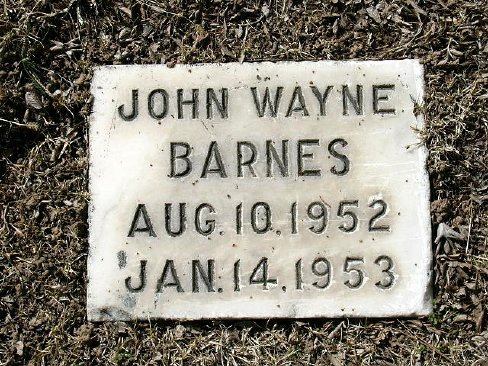 JOHN WAYNE
BARNES
AUG. 10. 1952
JAN. 14. 1953